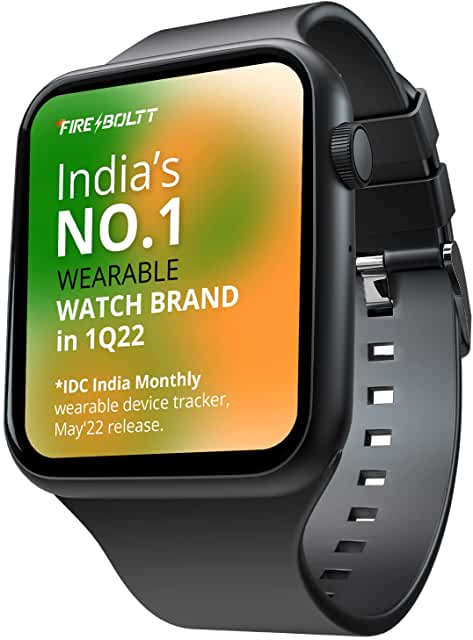 FIRE BOLTT
India's
NO.1
WEARABLE
WATCH BRAND
in 1Q22
*IDC India Monthly
wearable device tracker,
May'22 release.